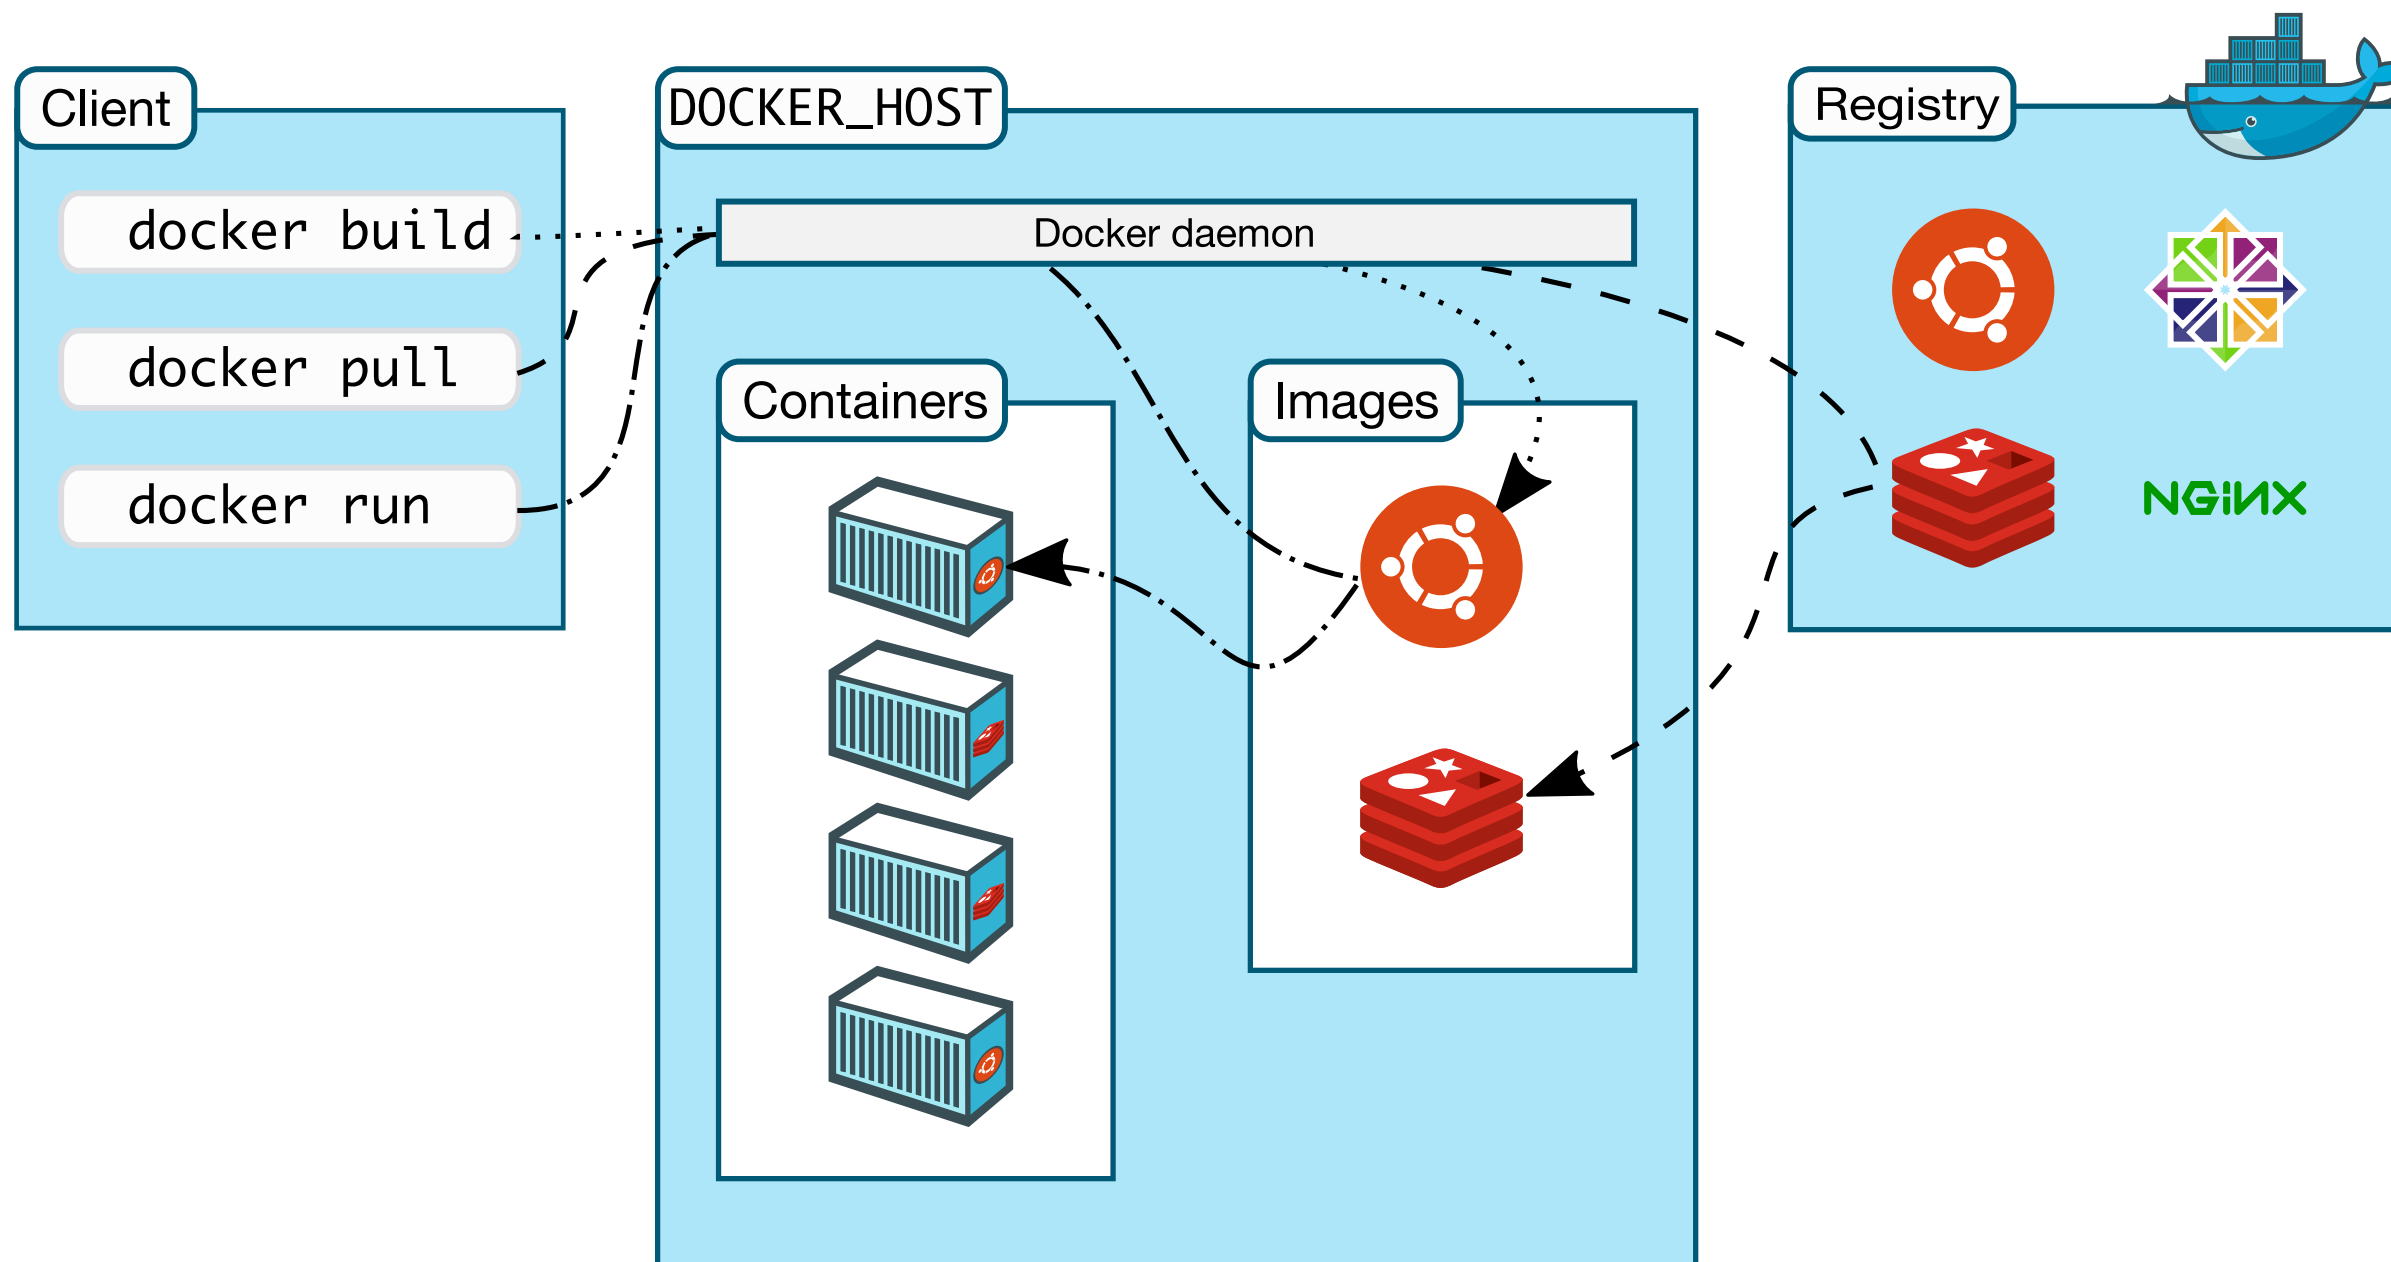 Client
docker build
docker pull
docker run
DOCKER_HOST
Docker daemon
Containers
Images
Registry
NGiNX